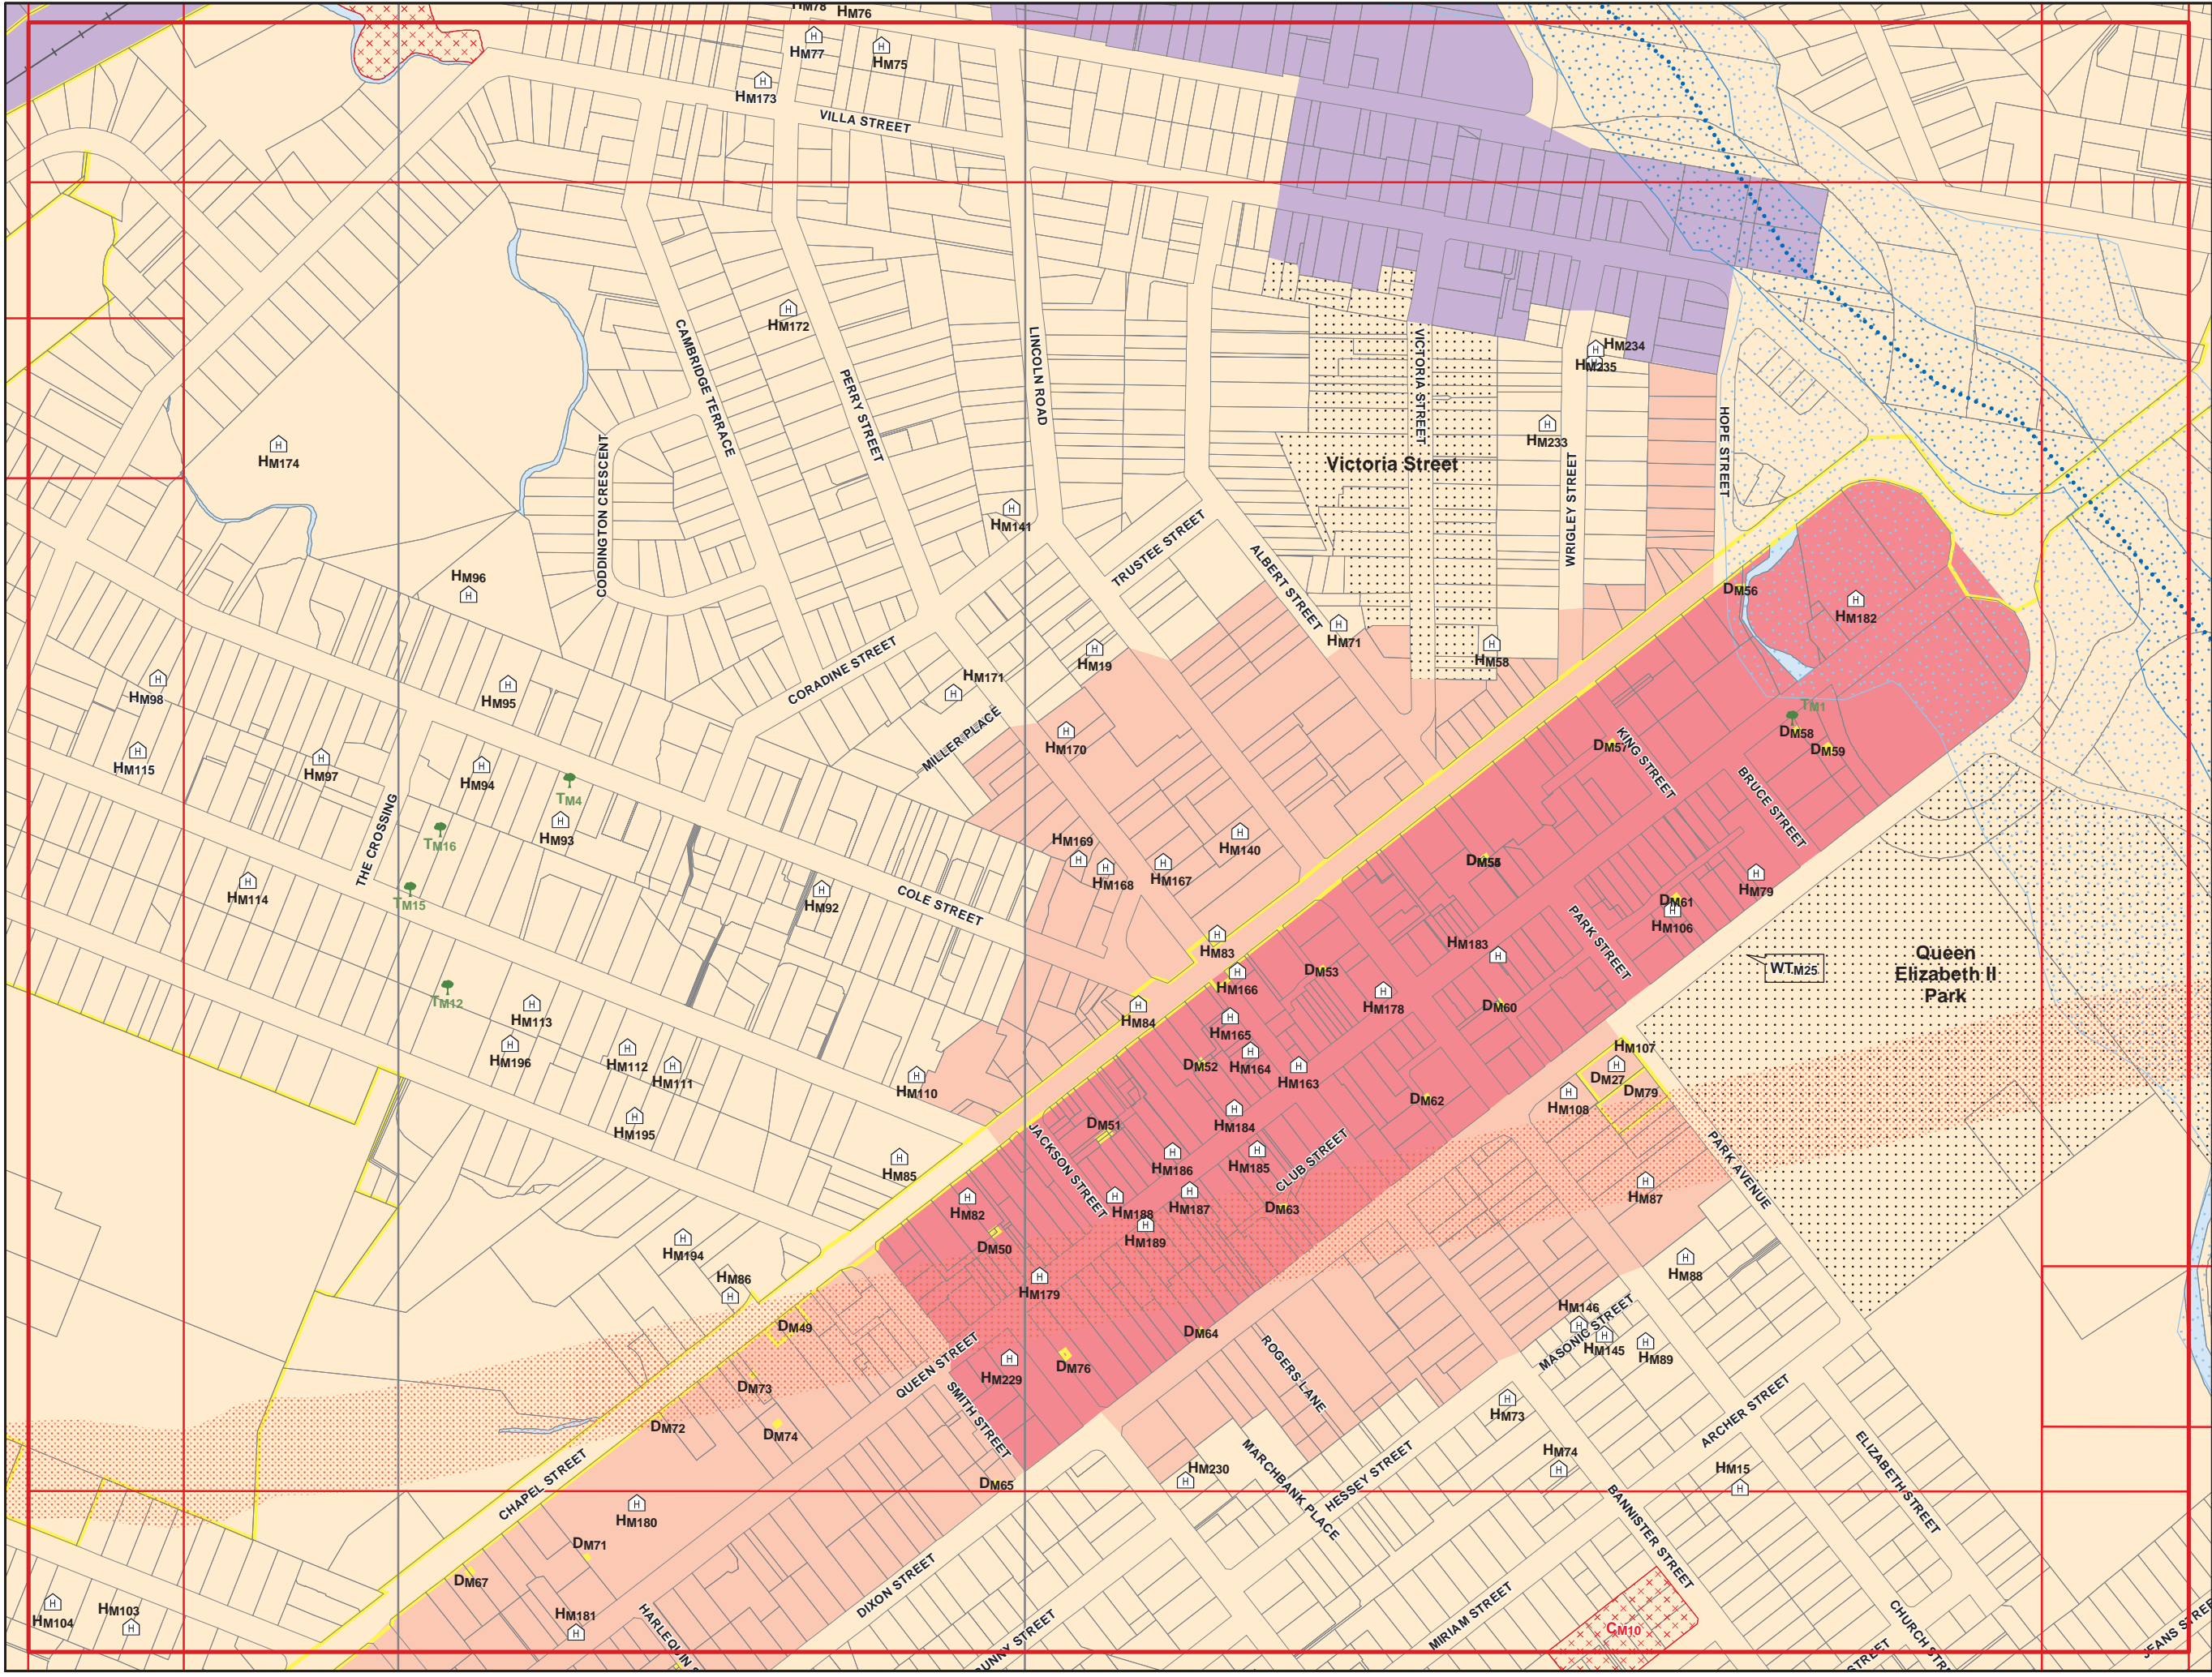 HM78
HM76
HM77
HM75
HM173
VILLA STREET
HM172
CAMBRIDGE TERRACE
PERRY STREET
LINCOLN ROAD
VICTORIA STREET
HM234
HM235
HM233
HOPE STREET
Victoria Street
WRIGLEY STREET
HM174
CODDINGTON CRESCENT
HM141
TRUSTEE STREET
ALBERT STREET
HM96
DM56
HM182
HM71
HM58
HM19
CORADINE STREET
HM171
HM98
HM95
MILLER PLACE
HM170
TM1
DM58
DM59
DM57
KING STREET
BRUCE STREET
HM115
HM97
HM94
TM4
THE CROSSING
TM16
HM93
HM169
HM168
HM167
HM140
HM114
TM15
HM92
COLE STREET
HM79
DM61
HM106
PARK STREET
HM183
HM83
DM53
HM166
HM178
DM60
WTM25
Queen
Elizabeth II
Park
TM12
HM113
HM84
HM165
HM196
HM112
HM111
HM110
DM52
HM164
HM163
HM107
DM27
DM79
HM108
DM62
HM195
DM51
HM184
JACKSON STREET
HM85
HM186
HM185
CLUB STREET
PARK AVENUE
HM87
HM82
HM188
HM187
DM63
HM189
DM50
HM194
HM86
HM179
HM88
DM49
DM64
HM146
MASONIC STREET
HM145
HM89
QUEEN STREET
HM229
DM76
ROGERS LANE
DM73
DM72
DM74
SMITH STREET
HM73
ARCHER STREET
ELIZABETH STREET
CHAPEL STREET
DM65
HM230
MARCHBANK PLACE
HESSEY STREET
HM74
HM15
BANNISTER STREET
HM180
DM71
DM67
DIXON STREET
HM104
HM103
HM181
MIRIAM STREET
CM10